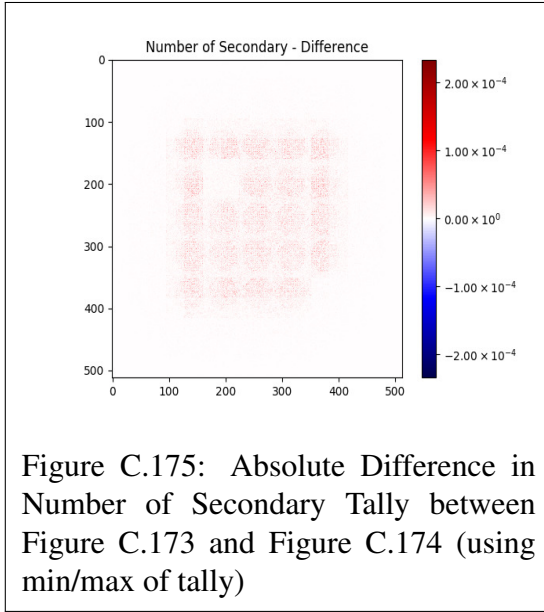 Number of Secondary - Difference
0
100
200
300
400
500
0 100 200 300 400 500
2.00 × 10⁻⁴
1.00 × 10⁻⁴
0.00 × 10⁰
−1.00 × 10⁻⁴
−2.00 × 10⁻⁴
Figure C.175: Absolute Difference in
Number of Secondary Tally between
Figure C.173 and Figure C.174 (using
min/max of tally)